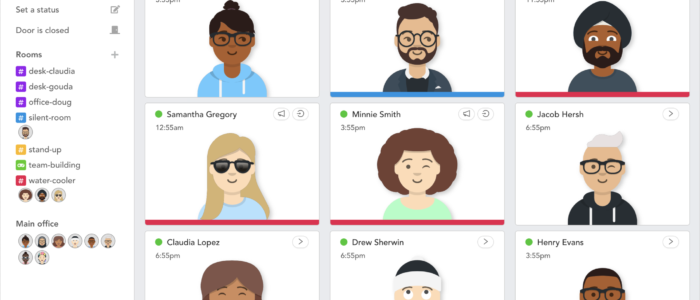 Set a status
Door is closed
Rooms
# desk-claudia
# desk-gouda
# office-doug
# silent-room
# stand-up
team-building
# water-cooler
Main office
3:55pm
3:55pm
11:55pm
Samantha Gregory
12:55am
Minnie Smith
3:55pm
Jacob Hersh
6:55pm
Claudia Lopez
6:55pm
Drew Sherwin
6:55pm
Henry Evans
3:55pm